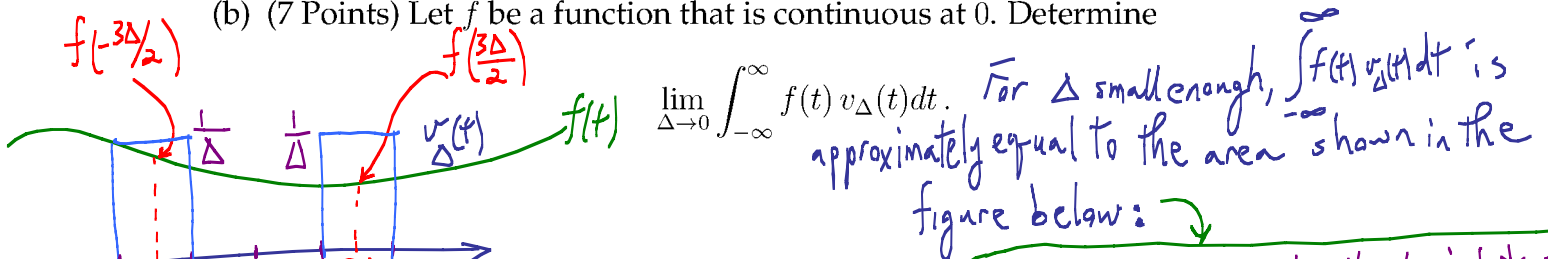 (b) (7 Points) Let f be a function that is continuous at 0. Determine
f(-3Δ/2)
f(3Δ/2)
1/Δ
1/Δ
v_Δ(t)
f(t)
lim_{Δ→0} ∫_{-∞}^{∞} f(t) v_Δ(t)dt .
For Δ small enough, ∫_{-∞}^{∞} f(t) v_Δ(t) dt is
approximately equal to the area shown in the
figure below: